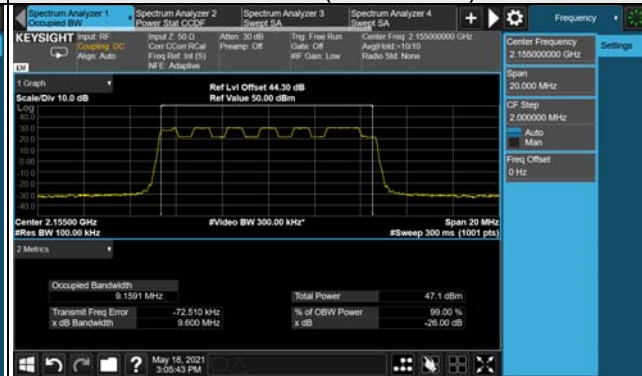 Spectrum Analyzer 1
Occupied BW
Spectrum Analyzer 2
Power Stat CCDF
Spectrum Analyzer 3
Swept SA
Spectrum Analyzer 4
Swept SA
Frequency
KEYSIGHT
Input: RF
Coupling: DC
Align: Auto
Input Z: 50 Ω
Corr CCorr RCal
Freq Ref: Int (S)
NFE: Adaptive
Atten: 30 dB
Preamp: Off
Trig: Free Run
Gate: Off
#IF Gain: Low
Center Freq: 2.155000000 GHz
Avg|Hold:>10/10
Radio Std: None
Center Frequency
2.155000000 GHz
Settings
Span
20.000 MHz
CF Step
2.000000 MHz
Auto
Man
Freq Offset
0 Hz
1 Graph
Scale/Div 10.0 dB
Ref Lvl Offset 44.30 dB
Ref Value 50.00 dBm
Log
40.0
30.0
20.0
10.0
0.00
-10.0
-20.0
-30.0
-40.0
Center 2.15500 GHz
#Res BW 100.00 kHz
#Video BW 300.00 kHz*
Span 20 MHz
#Sweep 300 ms (1001 pts)
2 Metrics
Occupied Bandwidth
9.1591 MHz
Total Power
47.1 dBm
Transmit Freq Error
-72.510 kHz
% of OBW Power
99.00 %
x dB Bandwidth
9.600 MHz
x dB
-26.00 dB
May 18, 2021
3:05:43 PM